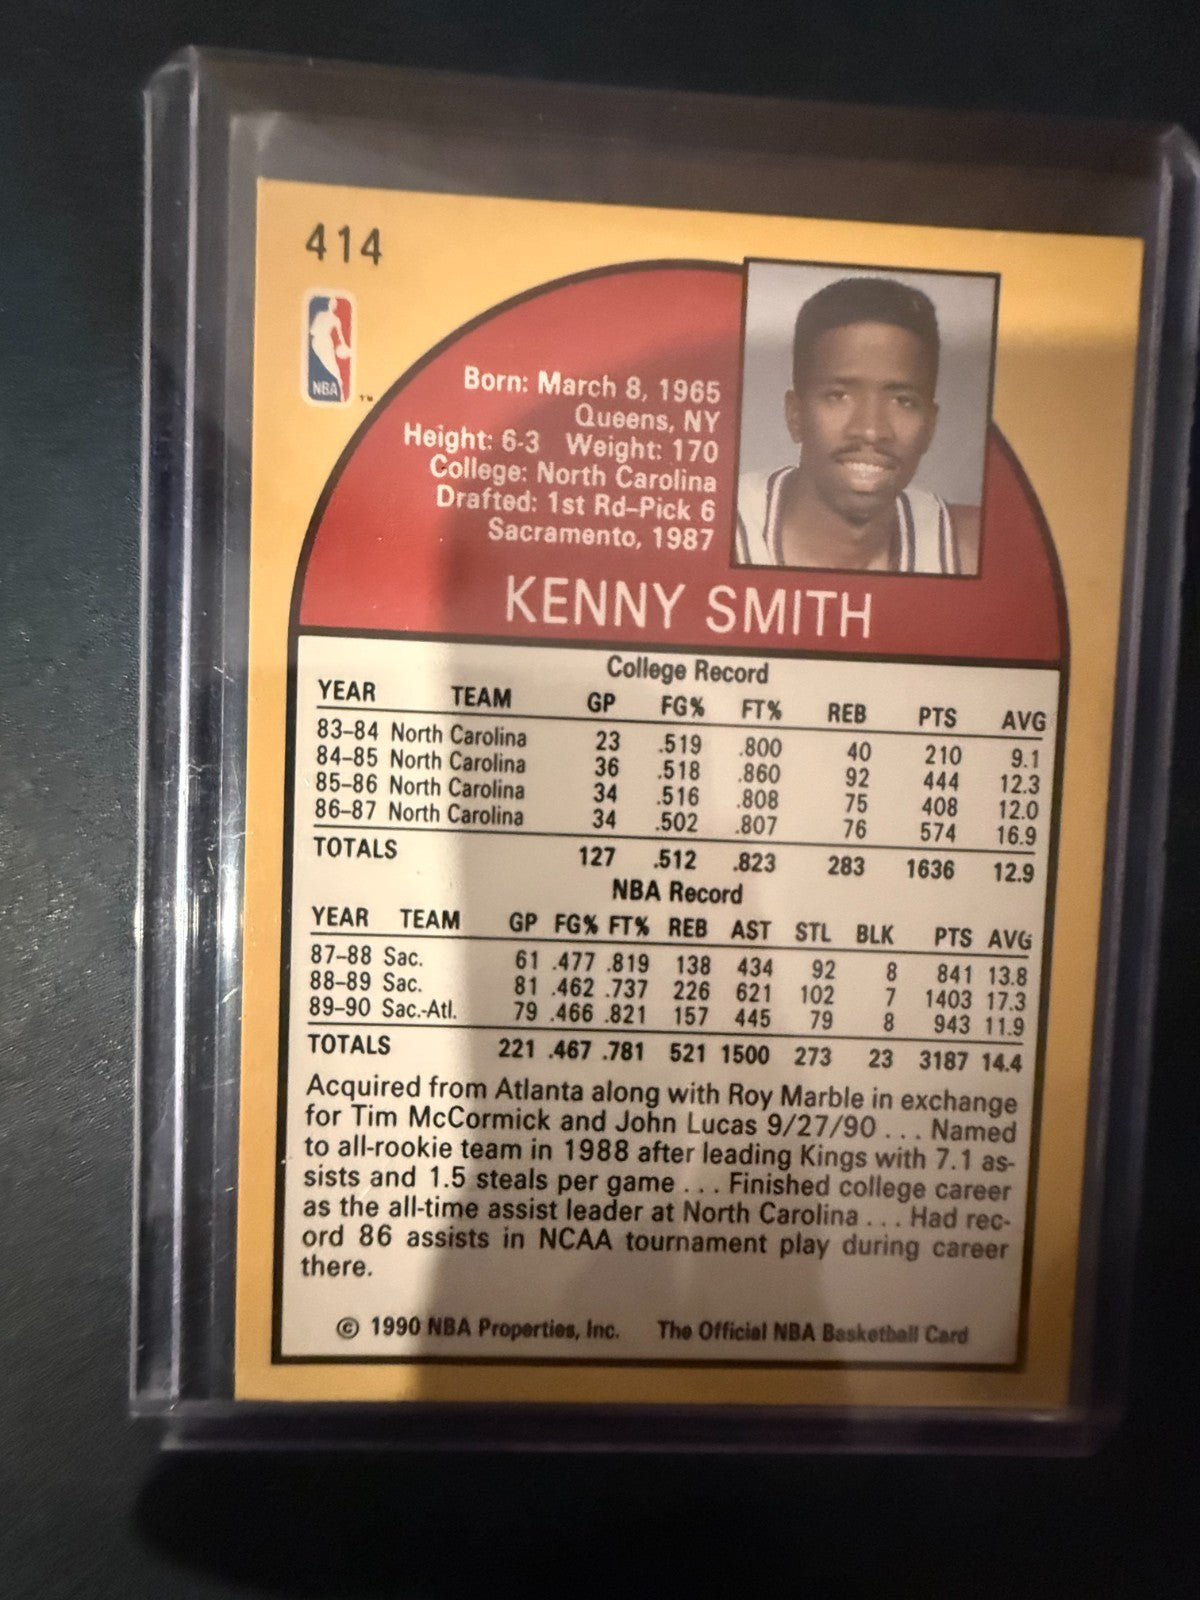 414
NBA
TM
Born: March 8, 1965
Queens, NY
Height: 6-3 Weight: 170
College: North Carolina
Drafted: 1st Rd–Pick 6
Sacramento, 1987
KENNY SMITH
College Record
YEAR TEAM GP FG% FT% REB PTS AVG
83–84 North Carolina 23 .519 .800 40 210 9.1
84–85 North Carolina 36 .518 .860 92 444 12.3
85–86 North Carolina 34 .516 .808 75 408 12.0
86–87 North Carolina 34 .502 .807 76 574 16.9
TOTALS 127 .512 .823 283 1636 12.9
NBA Record
YEAR TEAM GP FG% FT% REB AST STL BLK PTS AVG
87–88 Sac. 61 .477 .819 138 434 92 8 841 13.8
88–89 Sac. 81 .462 .737 226 621 102 7 1403 17.3
89–90 Sac.-Atl. 79 .466 .821 157 445 79 8 943 11.9
TOTALS 221 .467 .781 521 1500 273 23 3187 14.4
Acquired from Atlanta along with Roy Marble in exchange
for Tim McCormick and John Lucas 9/27/90 . . . Named
to all-rookie team in 1988 after leading Kings with 7.1 as-
sists and 1.5 steals per game . . . Finished college career
as the all-time assist leader at North Carolina . . . Had rec-
ord 86 assists in NCAA tournament play during career
there.
© 1990 NBA Properties, Inc. The Official NBA Basketball Card